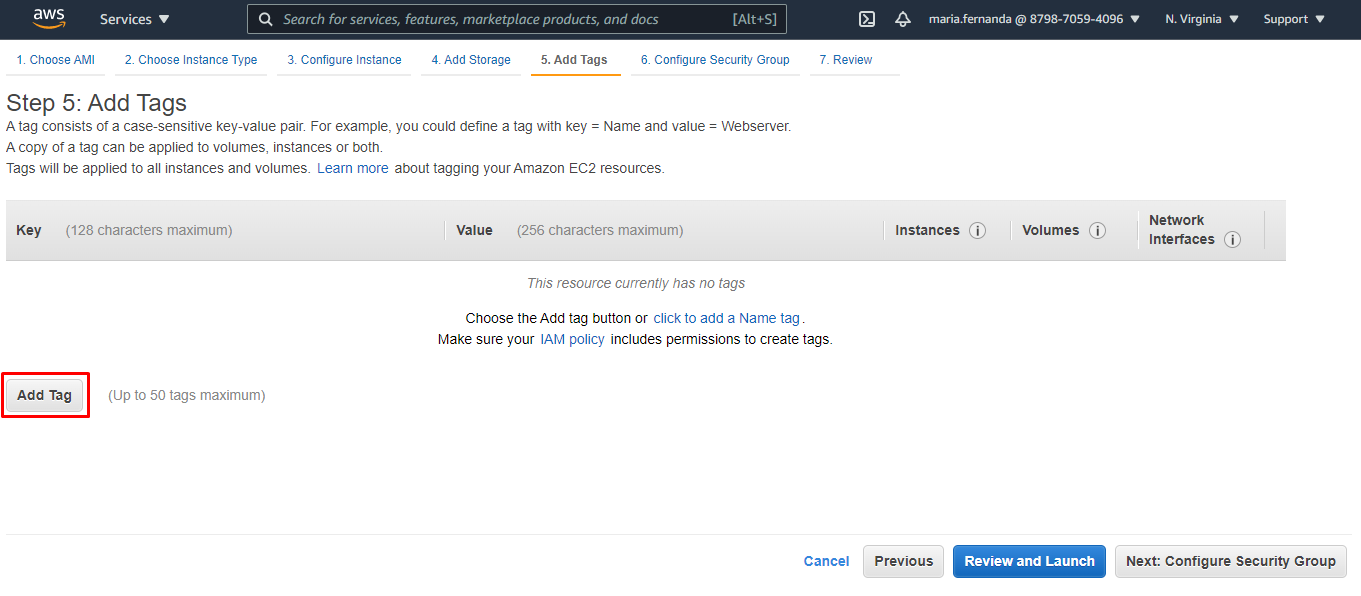 aws Services Search for services, features, marketplace products, and docs [Alt+S] maria.fernanda @ 8798-7059-4096 N. Virginia Support
1. Choose AMI 2. Choose Instance Type 3. Configure Instance 4. Add Storage 5. Add Tags 6. Configure Security Group 7. Review
Step 5: Add Tags
A tag consists of a case-sensitive key-value pair. For example, you could define a tag with key = Name and value = Webserver.
A copy of a tag can be applied to volumes, instances or both.
Tags will be applied to all instances and volumes. Learn more about tagging your Amazon EC2 resources.
Key (128 characters maximum) Value (256 characters maximum) Instances i Volumes i Network
Interfaces i
This resource currently has no tags
Choose the Add tag button or click to add a Name tag.
Make sure your IAM policy includes permissions to create tags.
Add Tag (Up to 50 tags maximum)
Cancel Previous Review and Launch Next: Configure Security Group